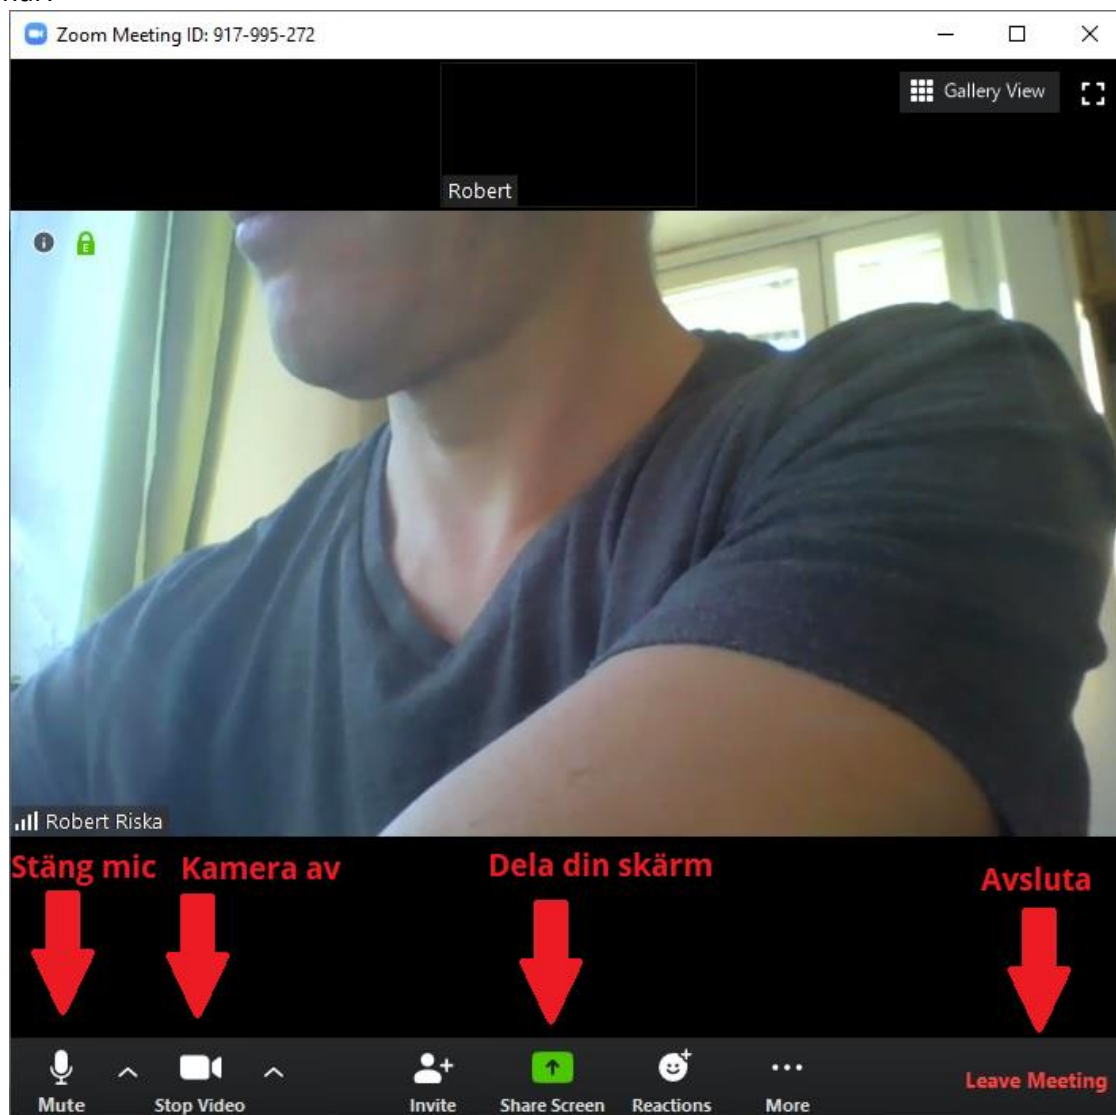 Zoom Meeting ID: 917-995-272
Gallery View
Robert
E
Robert Riska
Stäng mic Kamera av Dela din skärm Avsluta
Mute Stop Video Invite Share Screen Reactions More Leave Meeting